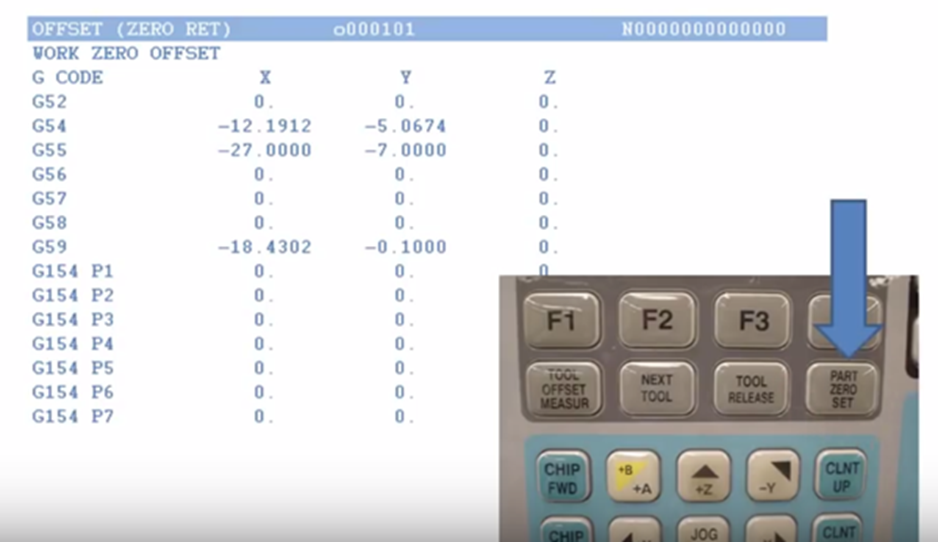 OFFSET (ZERO RET) o000101 N0000000000000
WORK ZERO OFFSET
G CODE X Y Z
G52 0. 0. 0.
G54 -12.1912 -5.0674 0.
G55 -27.0000 -7.0000 0.
G56 0. 0. 0.
G57 0. 0. 0.
G58 0. 0. 0.
G59 -18.4302 -0.1000 0.
G154 P1 0. 0. 0
G154 P2 0. 0.
G154 P3 0. 0.
G154 P4 0. 0.
G154 P5 0. 0.
G154 P6 0. 0.
G154 P7 0. 0.
F1 F2 F3
TOOL
OFFSET
MEASUR
NEXT
TOOL
TOOL
RELEASE
PART
ZERO
SET
CHIP
FWD
+B
+A
+Z
-Y
CLNT
UP
CHIP
JOG
CLNT